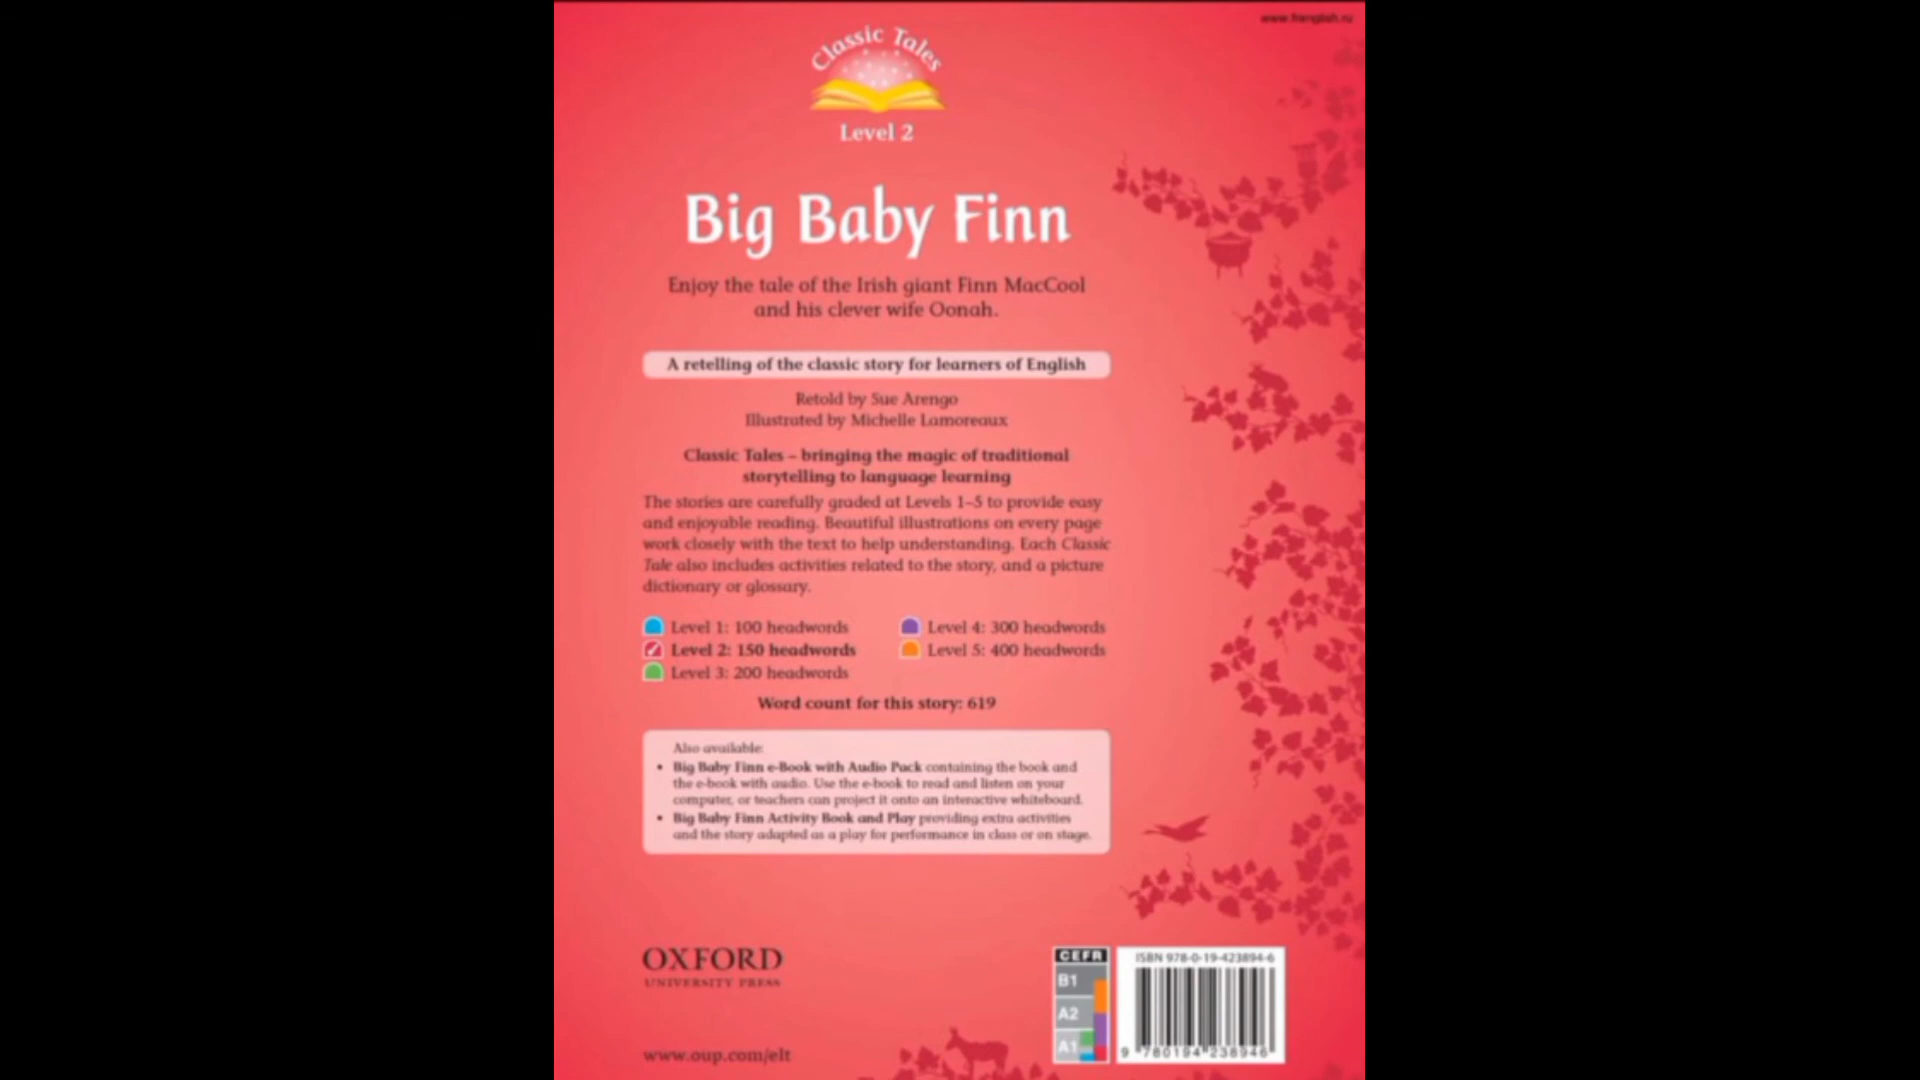 www.frenglish.ru
Classic Tales
Level 2
Big Baby Finn
Enjoy the tale of the Irish giant Finn MacCool
and his clever wife Oonah.
A retelling of the classic story for learners of English
Retold by Sue Arengo
Illustrated by Michelle Lamoreaux
Classic Tales – bringing the magic of traditional
storytelling to language learning
The stories are carefully graded at Levels 1–5 to provide easy
and enjoyable reading. Beautiful illustrations on every page
work closely with the text to help understanding. Each Classic
Tale also includes activities related to the story, and a picture
dictionary or glossary.
Level 1: 100 headwords
Level 2: 150 headwords
Level 3: 200 headwords
Level 4: 300 headwords
Level 5: 400 headwords
Word count for this story: 619
Also available:
• Big Baby Finn e-Book with Audio Pack containing the book and
the e-book with audio. Use the e-book to read and listen on your
computer, or teachers can project it onto an interactive whiteboard.
• Big Baby Finn Activity Book and Play providing extra activities
and the story adapted as a play for performance in class or on stage.
OXFORD
UNIVERSITY PRESS
www.oup.com/elt
CEFR
B1
A2
A1
ISBN 978-0-19-423894-6
9 780194 238946